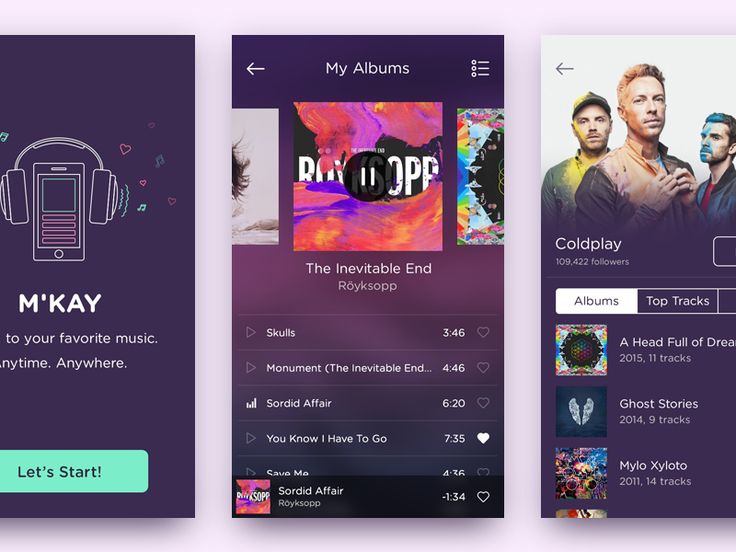 M'KAY
to your favorite music.
nytime. Anywhere.
Let's Start!
My Albums
THE INEVITABLE END
RÖYKSOPP
The Inevitable End
Röyksopp
Skulls 3:46
Monument (The Inevitable End... 4:46
Sordid Affair 6:20
You Know I Have To Go 7:35
Save Me 4:36
RÖYKSOPP
Sordid Affair
Röyksopp
-1:34
Coldplay
109,422 followers
Albums Top Tracks
A Head Full of Drea
2015, 11 tracks
Ghost Stories
2014, 9 tracks
Mylo Xyloto
2011, 14 tracks